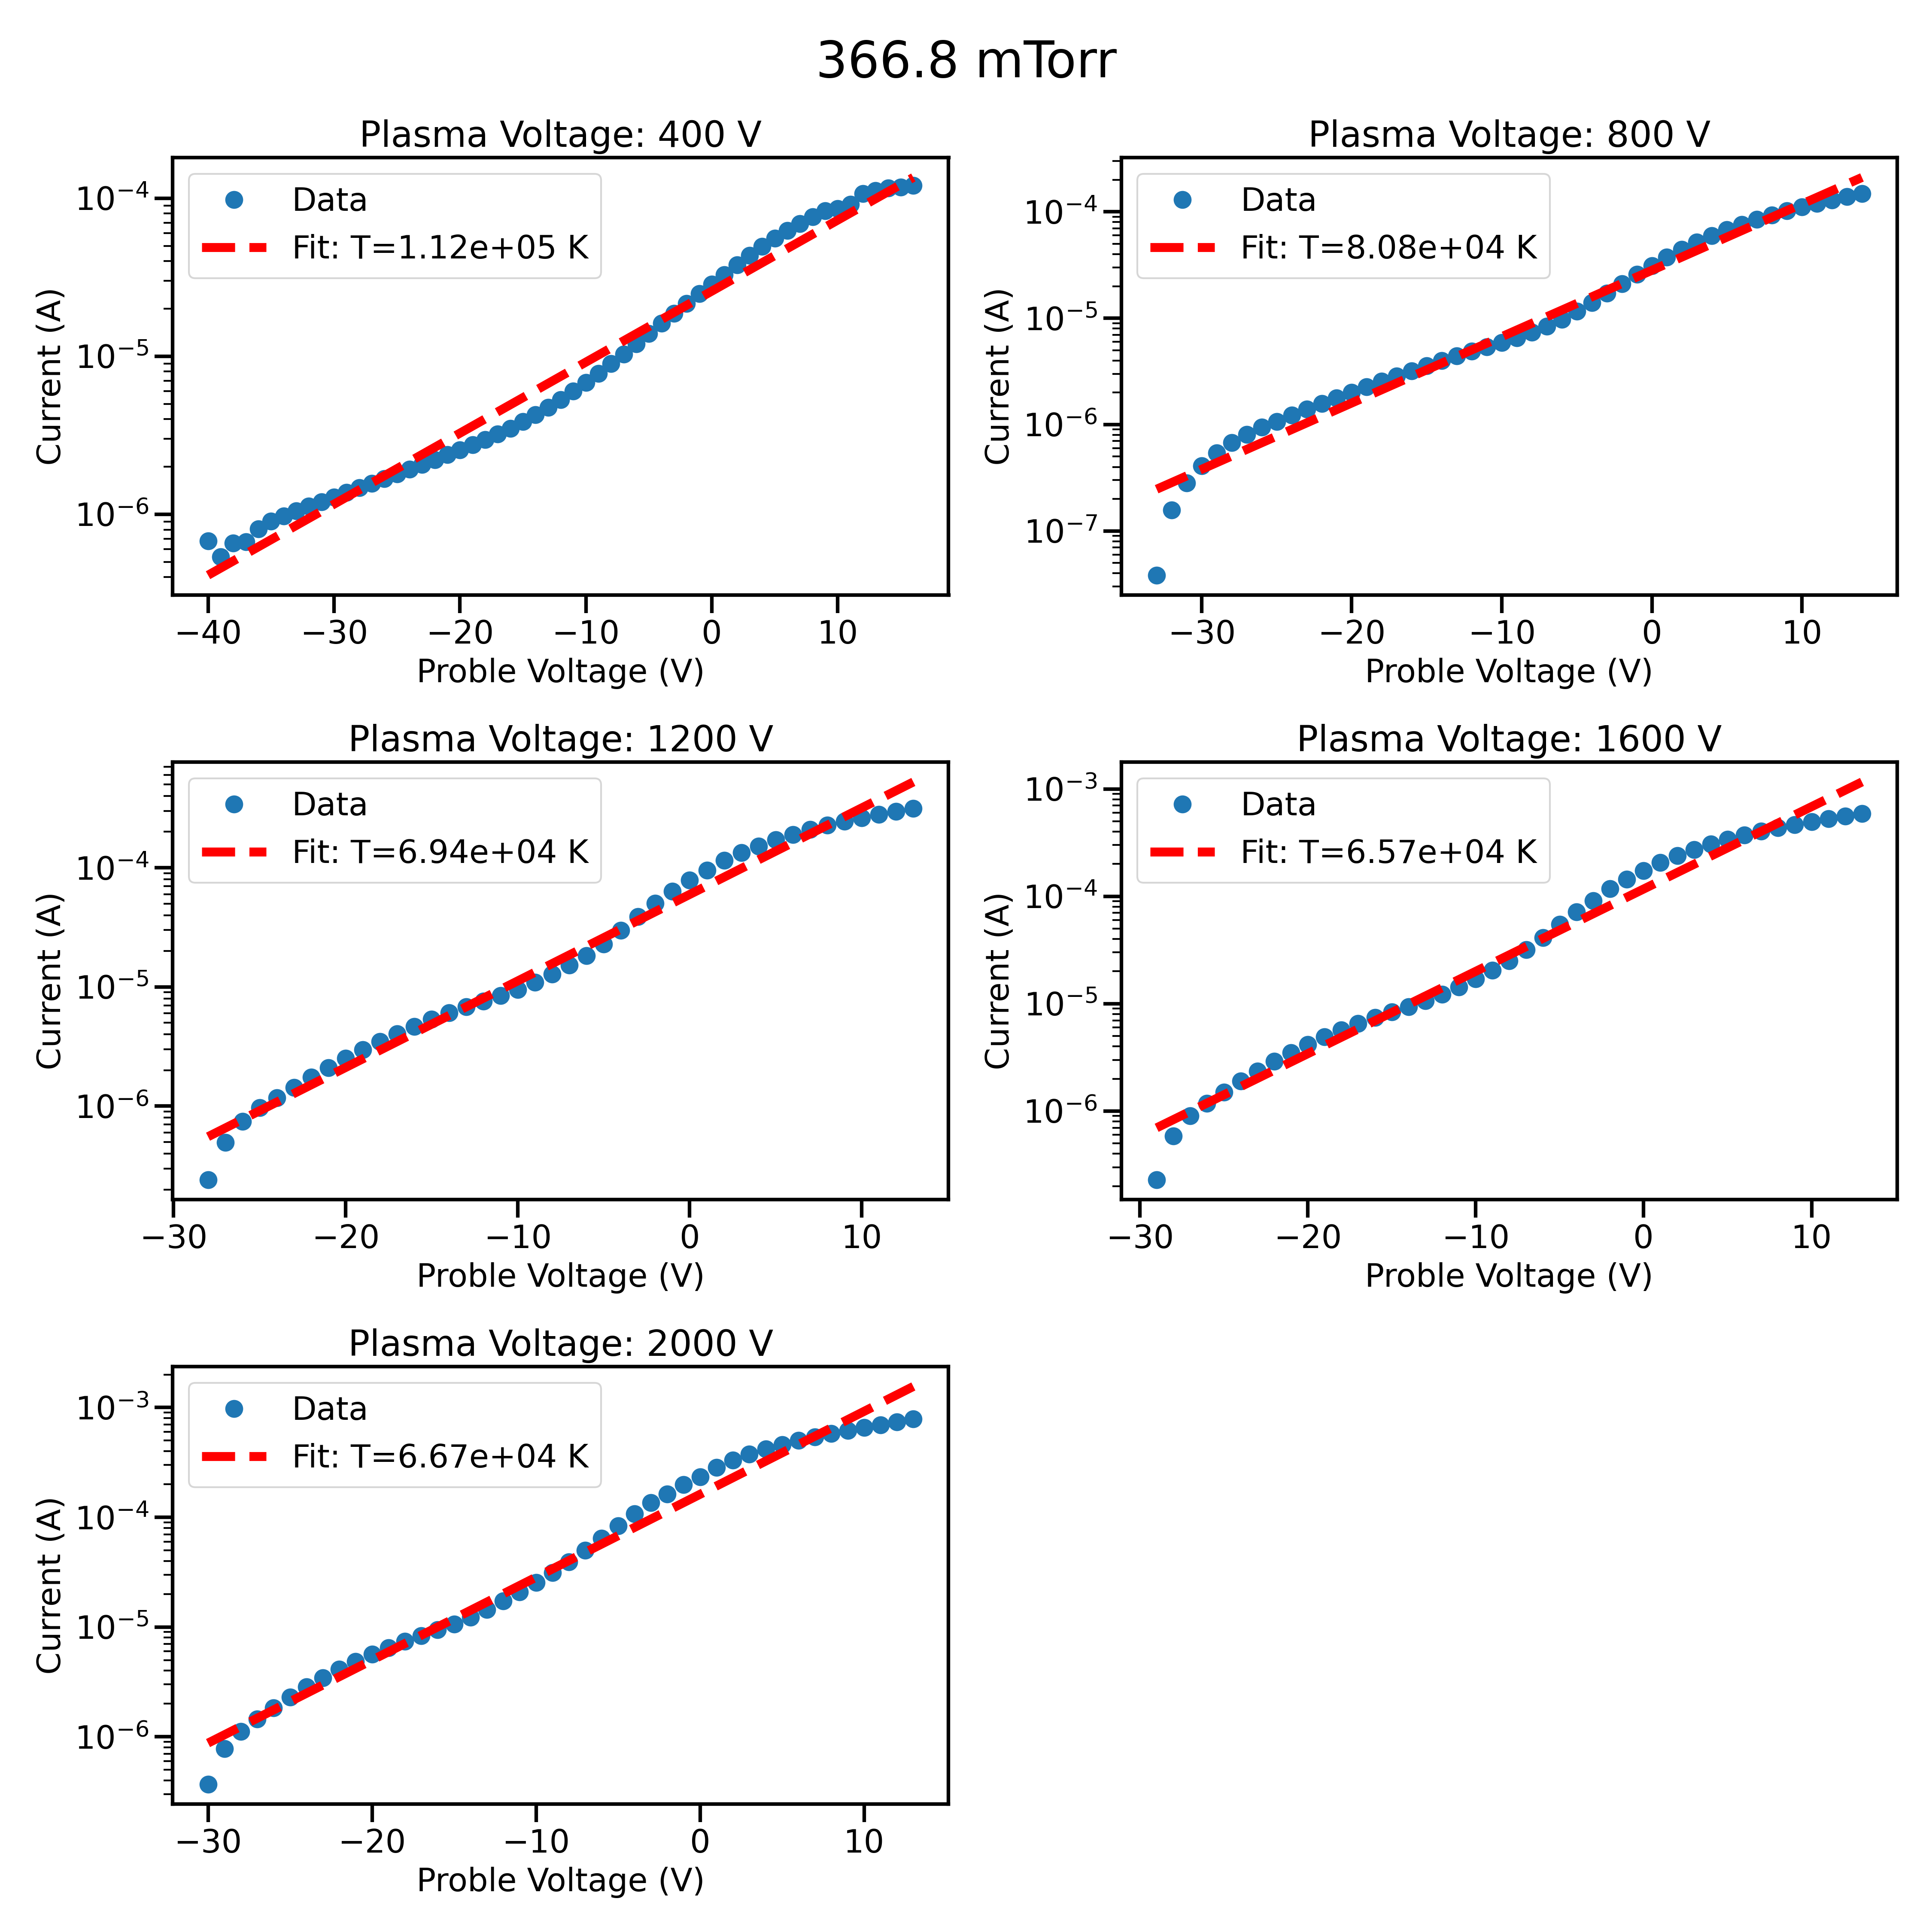 366.8 mTorr
Plasma Voltage: 400 V
Data
Fit: T=1.12e+05 K
10⁻⁴
10⁻⁵
10⁻⁶
Current (A)
−40 −30 −20 −10 0 10
Proble Voltage (V)
Plasma Voltage: 800 V
Data
Fit: T=8.08e+04 K
10⁻⁴
10⁻⁵
10⁻⁶
10⁻⁷
Current (A)
−30 −20 −10 0 10
Proble Voltage (V)
Plasma Voltage: 1200 V
Data
Fit: T=6.94e+04 K
10⁻⁴
10⁻⁵
10⁻⁶
Current (A)
−30 −20 −10 0 10
Proble Voltage (V)
Plasma Voltage: 1600 V
Data
Fit: T=6.57e+04 K
10⁻³
10⁻⁴
10⁻⁵
10⁻⁶
Current (A)
−30 −20 −10 0 10
Proble Voltage (V)
Plasma Voltage: 2000 V
Data
Fit: T=6.67e+04 K
10⁻³
10⁻⁴
10⁻⁵
10⁻⁶
Current (A)
−30 −20 −10 0 10
Proble Voltage (V)